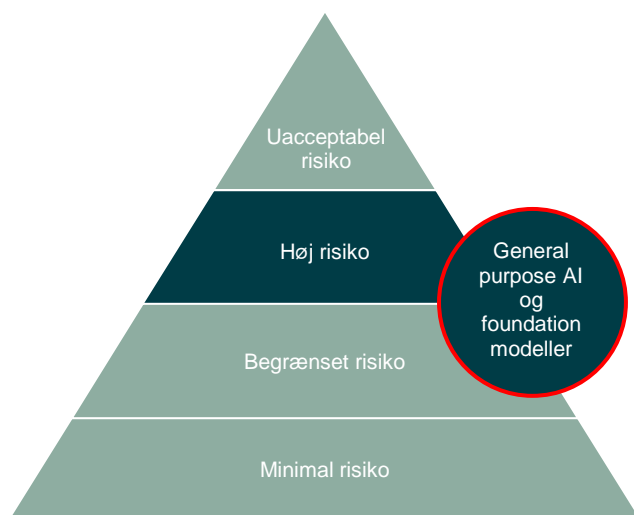 Uacceptabel
risiko
Høj risiko
General
purpose AI
og
foundation
modeller
Begrænset risiko
Minimal risiko